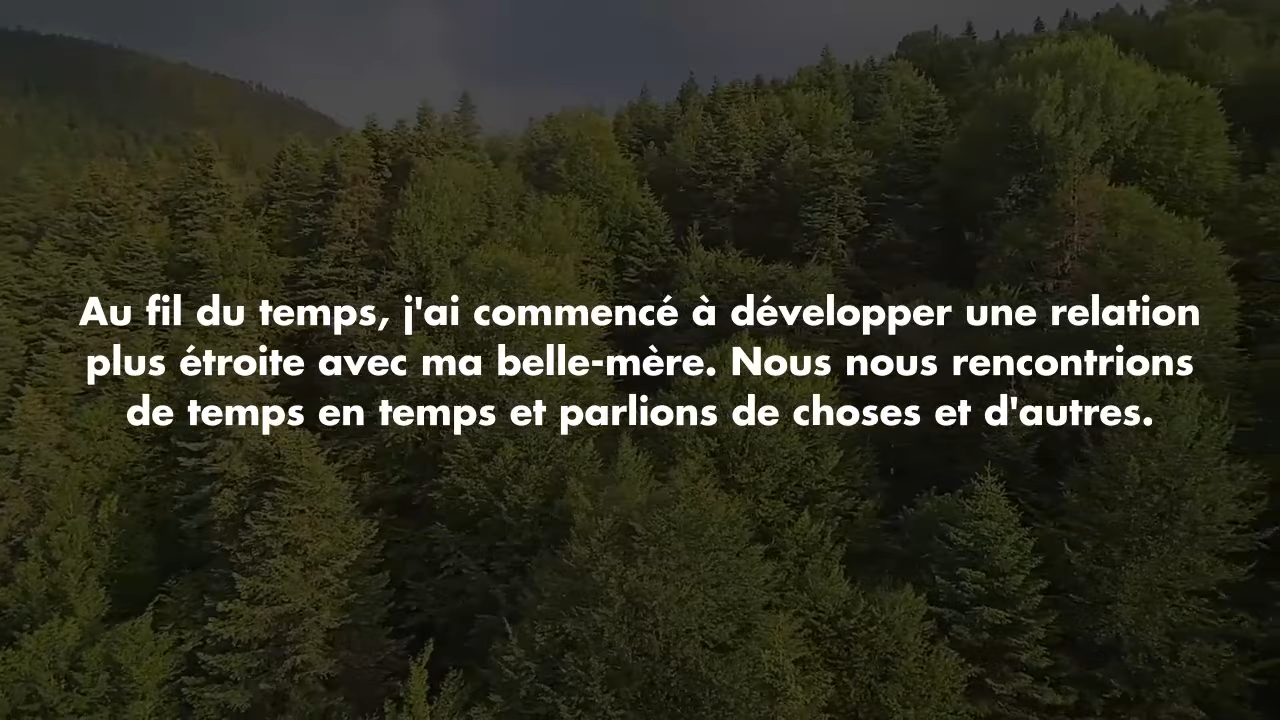 Au fil du temps, j'ai commencé à développer une relation
plus étroite avec ma belle-mère. Nous nous rencontrions
de temps en temps et parlions de choses et d'autres.